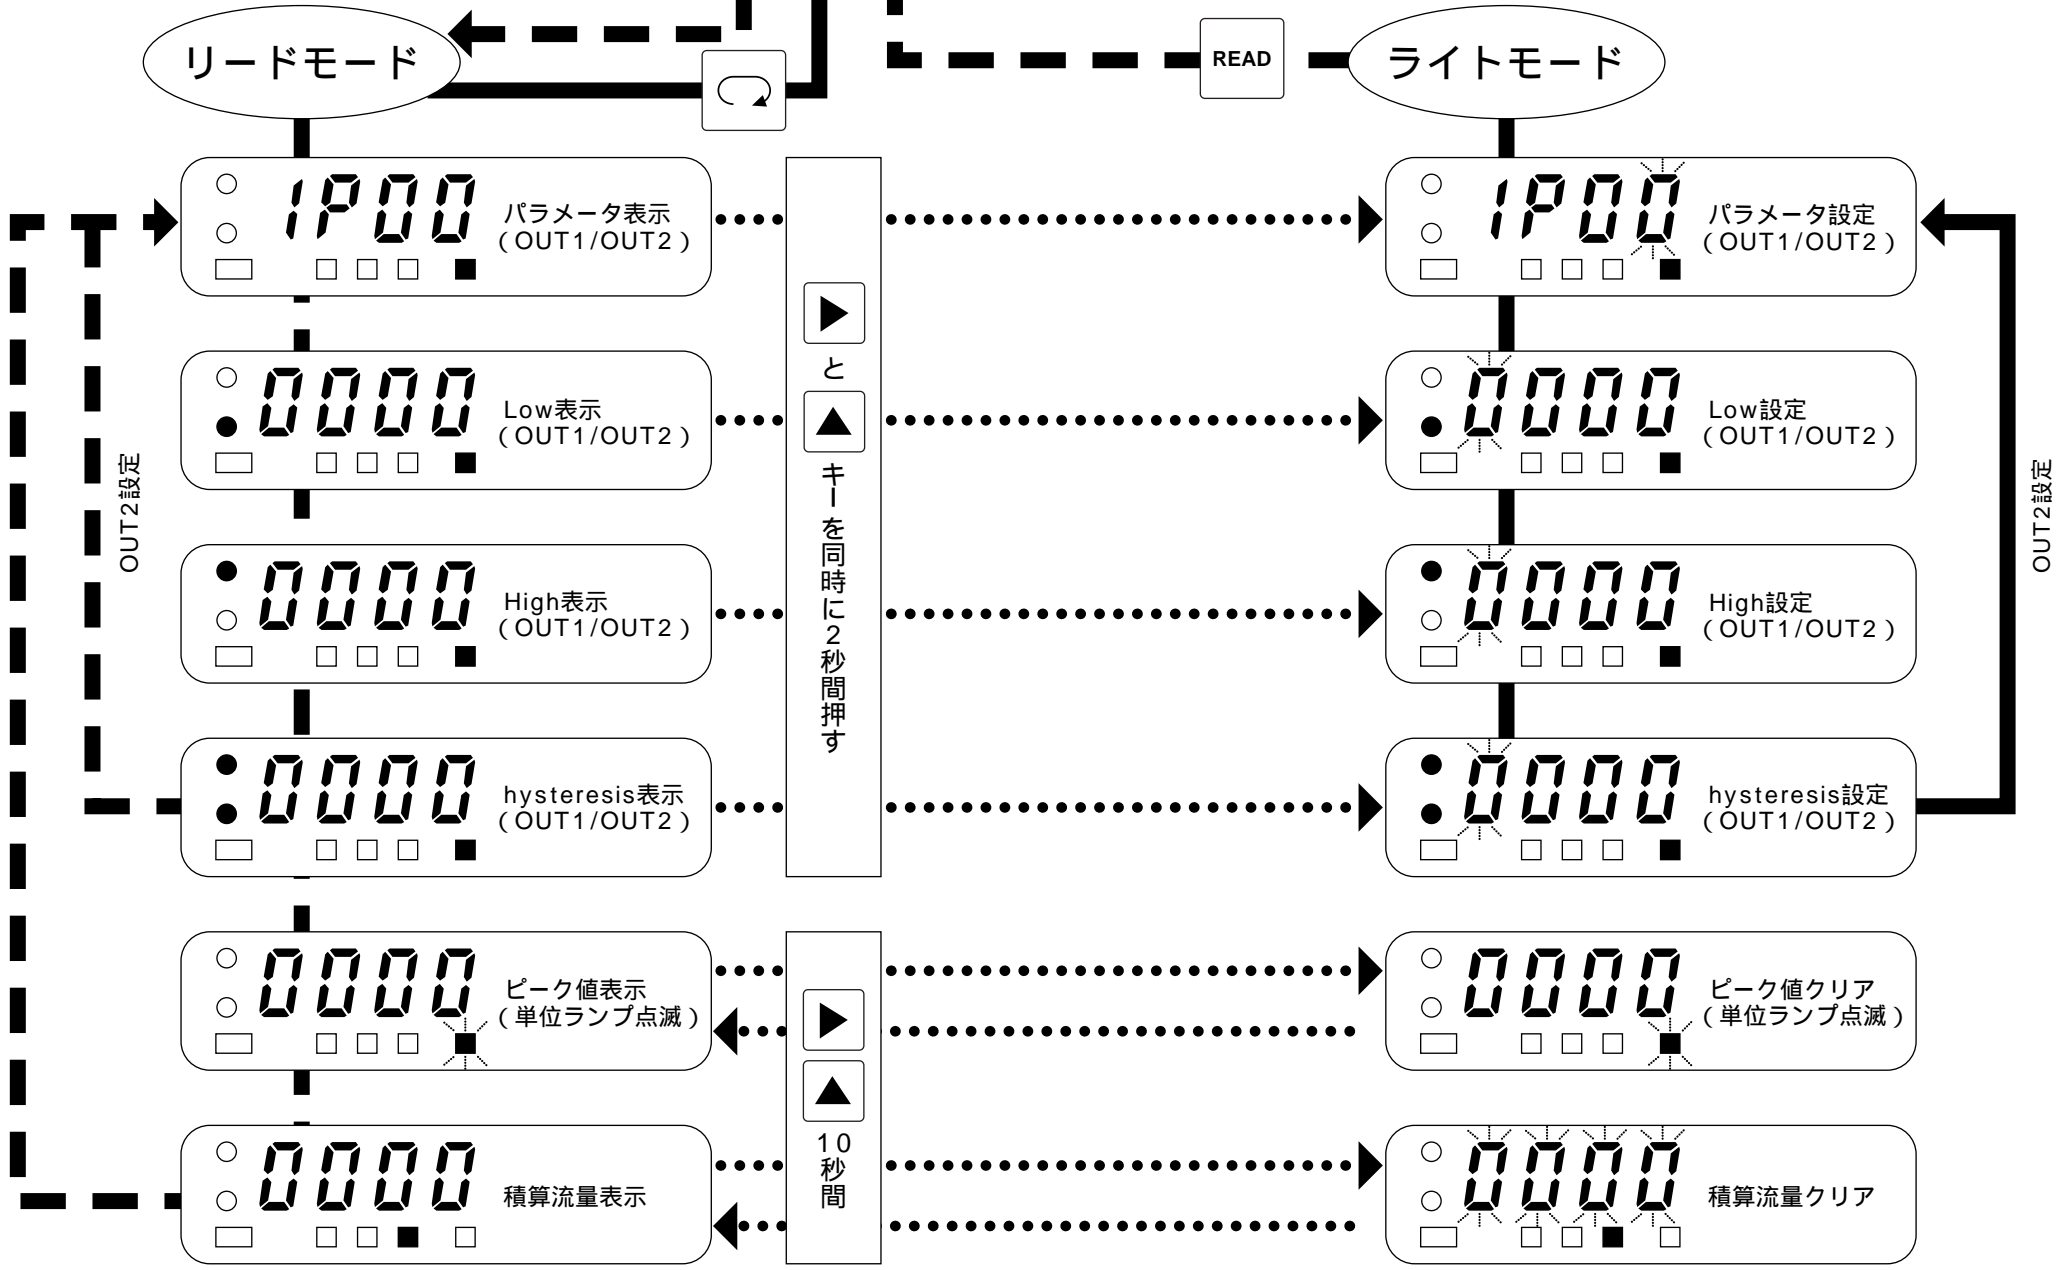 リードモード
READ
ライトモード
1P00
パラメータ表示
(OUT1/OUT2)
1P00
パラメータ設定
(OUT1/OUT2)
0000
Low表示
(OUT1/OUT2)
0000
Low設定
(OUT1/OUT2)
0000
High表示
(OUT1/OUT2)
0000
High設定
(OUT1/OUT2)
0000
hysteresis表示
(OUT1/OUT2)
0000
hysteresis設定
(OUT1/OUT2)
OUT2設定
とキーを同時に2秒間押す
OUT2設定
0000
ピーク値表示
(単位ランプ点滅)
0000
ピーク値クリア
(単位ランプ点滅)
10秒間
0000
積算流量表示
0000
積算流量クリア